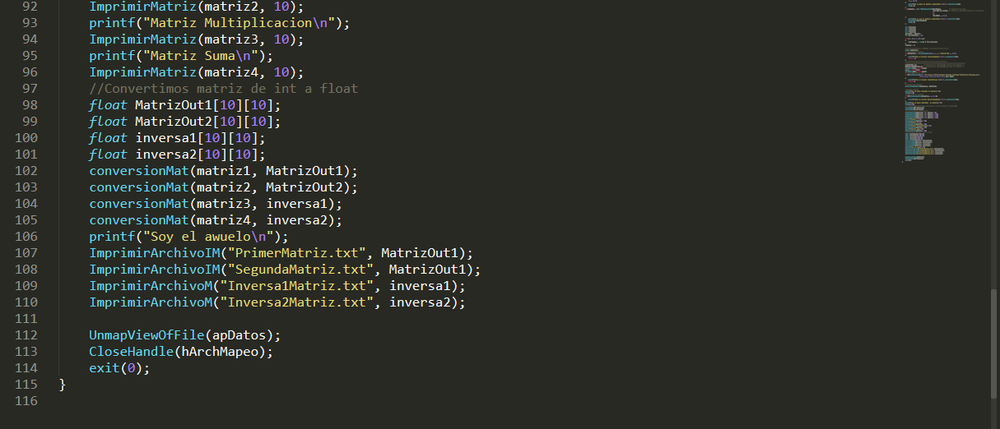 92 ImprimirMatriz(matriz2, 10);
93 printf("Matriz Multiplicacion\n");
94 ImprimirMatriz(matriz3, 10);
95 printf("Matriz Suma\n");
96 ImprimirMatriz(matriz4, 10);
97 //Convertimos matriz de int a float
98 float MatrizOut1[10][10];
99 float MatrizOut2[10][10];
100 float inversa1[10][10];
101 float inversa2[10][10];
102 conversionMat(matriz1, MatrizOut1);
103 conversionMat(matriz2, MatrizOut2);
104 conversionMat(matriz3, inversa1);
105 conversionMat(matriz4, inversa2);
106 printf("Soy el awuelo\n");
107 ImprimirArchivoIM("PrimerMatriz.txt", MatrizOut1);
108 ImprimirArchivoIM("SegundaMatriz.txt", MatrizOut1);
109 ImprimirArchivoM("Inversa1Matriz.txt", inversa1);
110 ImprimirArchivoM("Inversa2Matriz.txt", inversa2);
111
112 UnmapViewOfFile(apDatos);
113 CloseHandle(hArchMapeo);
114 exit(0);
115 }
116